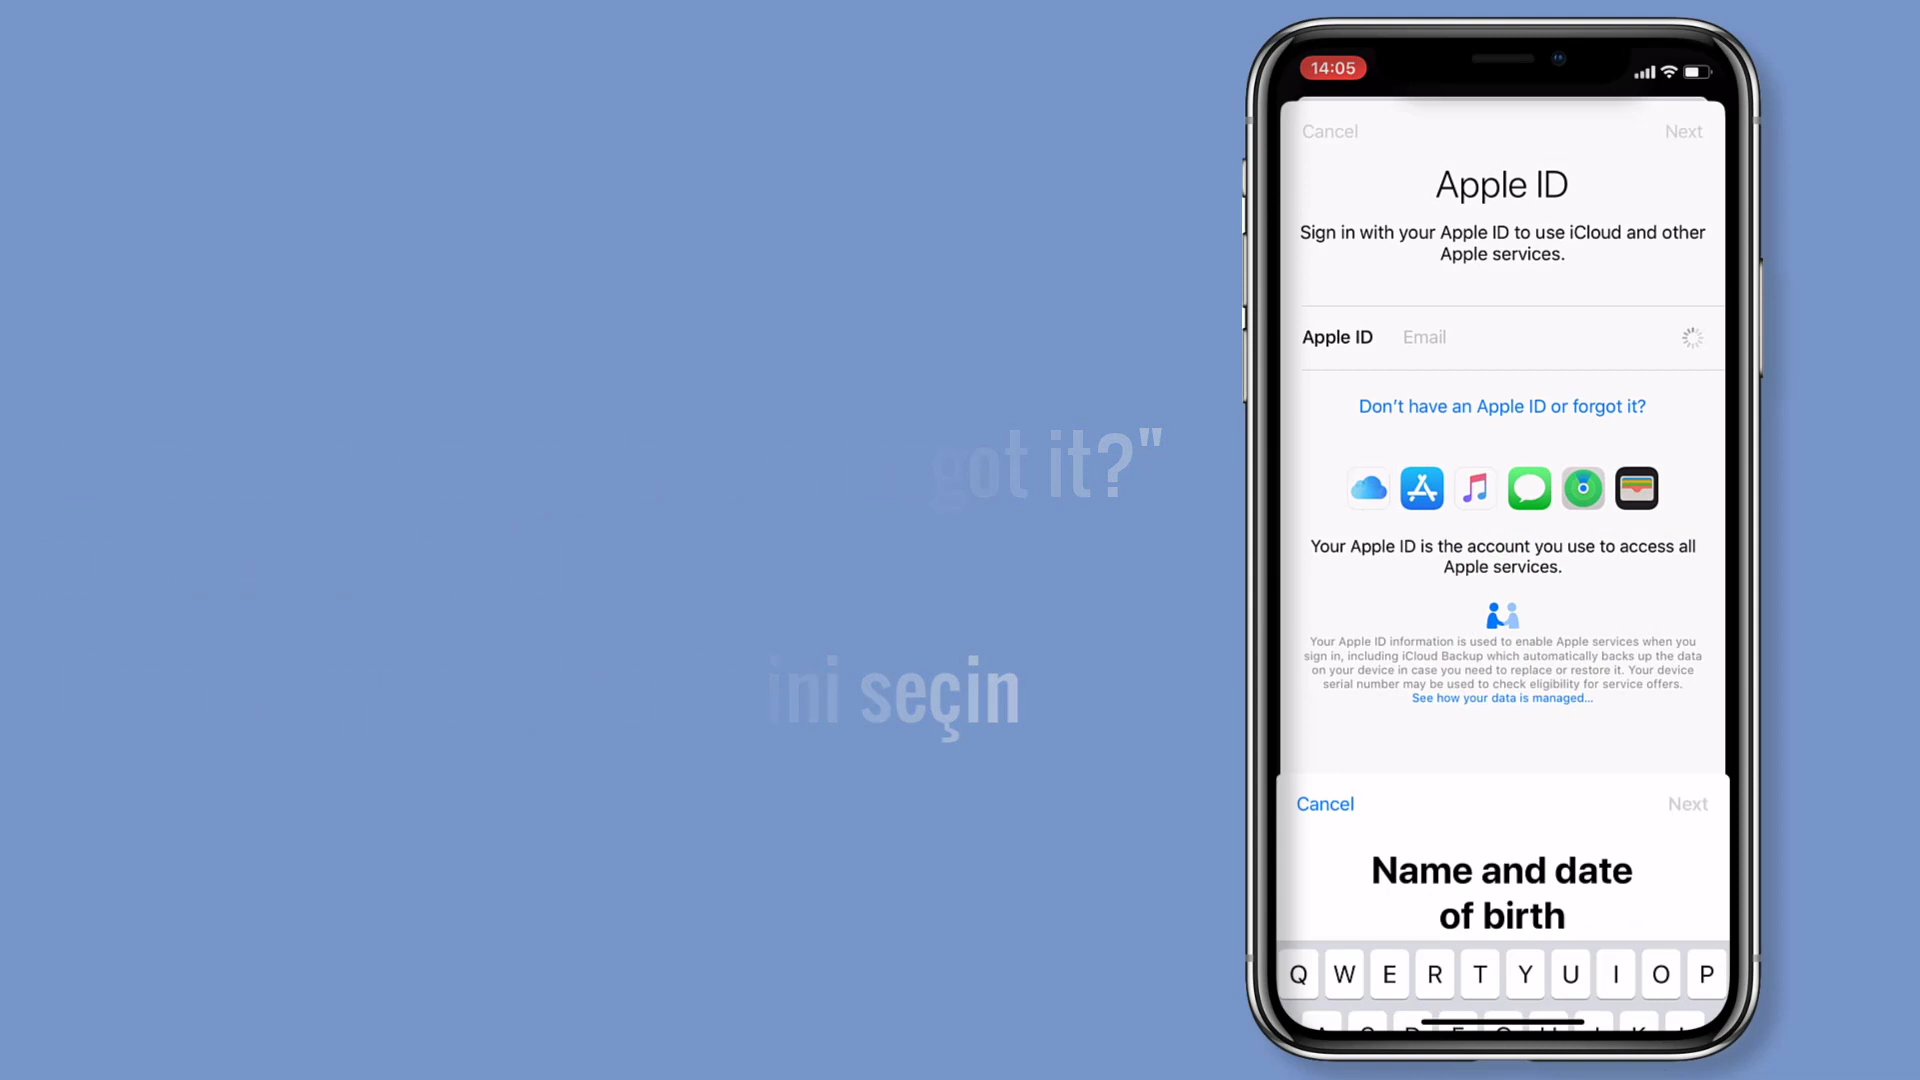 got it?"
ini seçin
14:05
Cancel Next
Apple ID
Sign in with your Apple ID to use iCloud and other
Apple services.
Apple ID Email
Don't have an Apple ID or forgot it?
Your Apple ID is the account you use to access all
Apple services.
Your Apple ID information is used to enable Apple services when you
sign in, including iCloud Backup which automatically backs up the data
on your device in case you need to replace or restore it. Your device
serial number may be used to check eligibility for service offers.
See how your data is managed...
Cancel Next
Name and date
of birth
Q W E R T Y U I O P